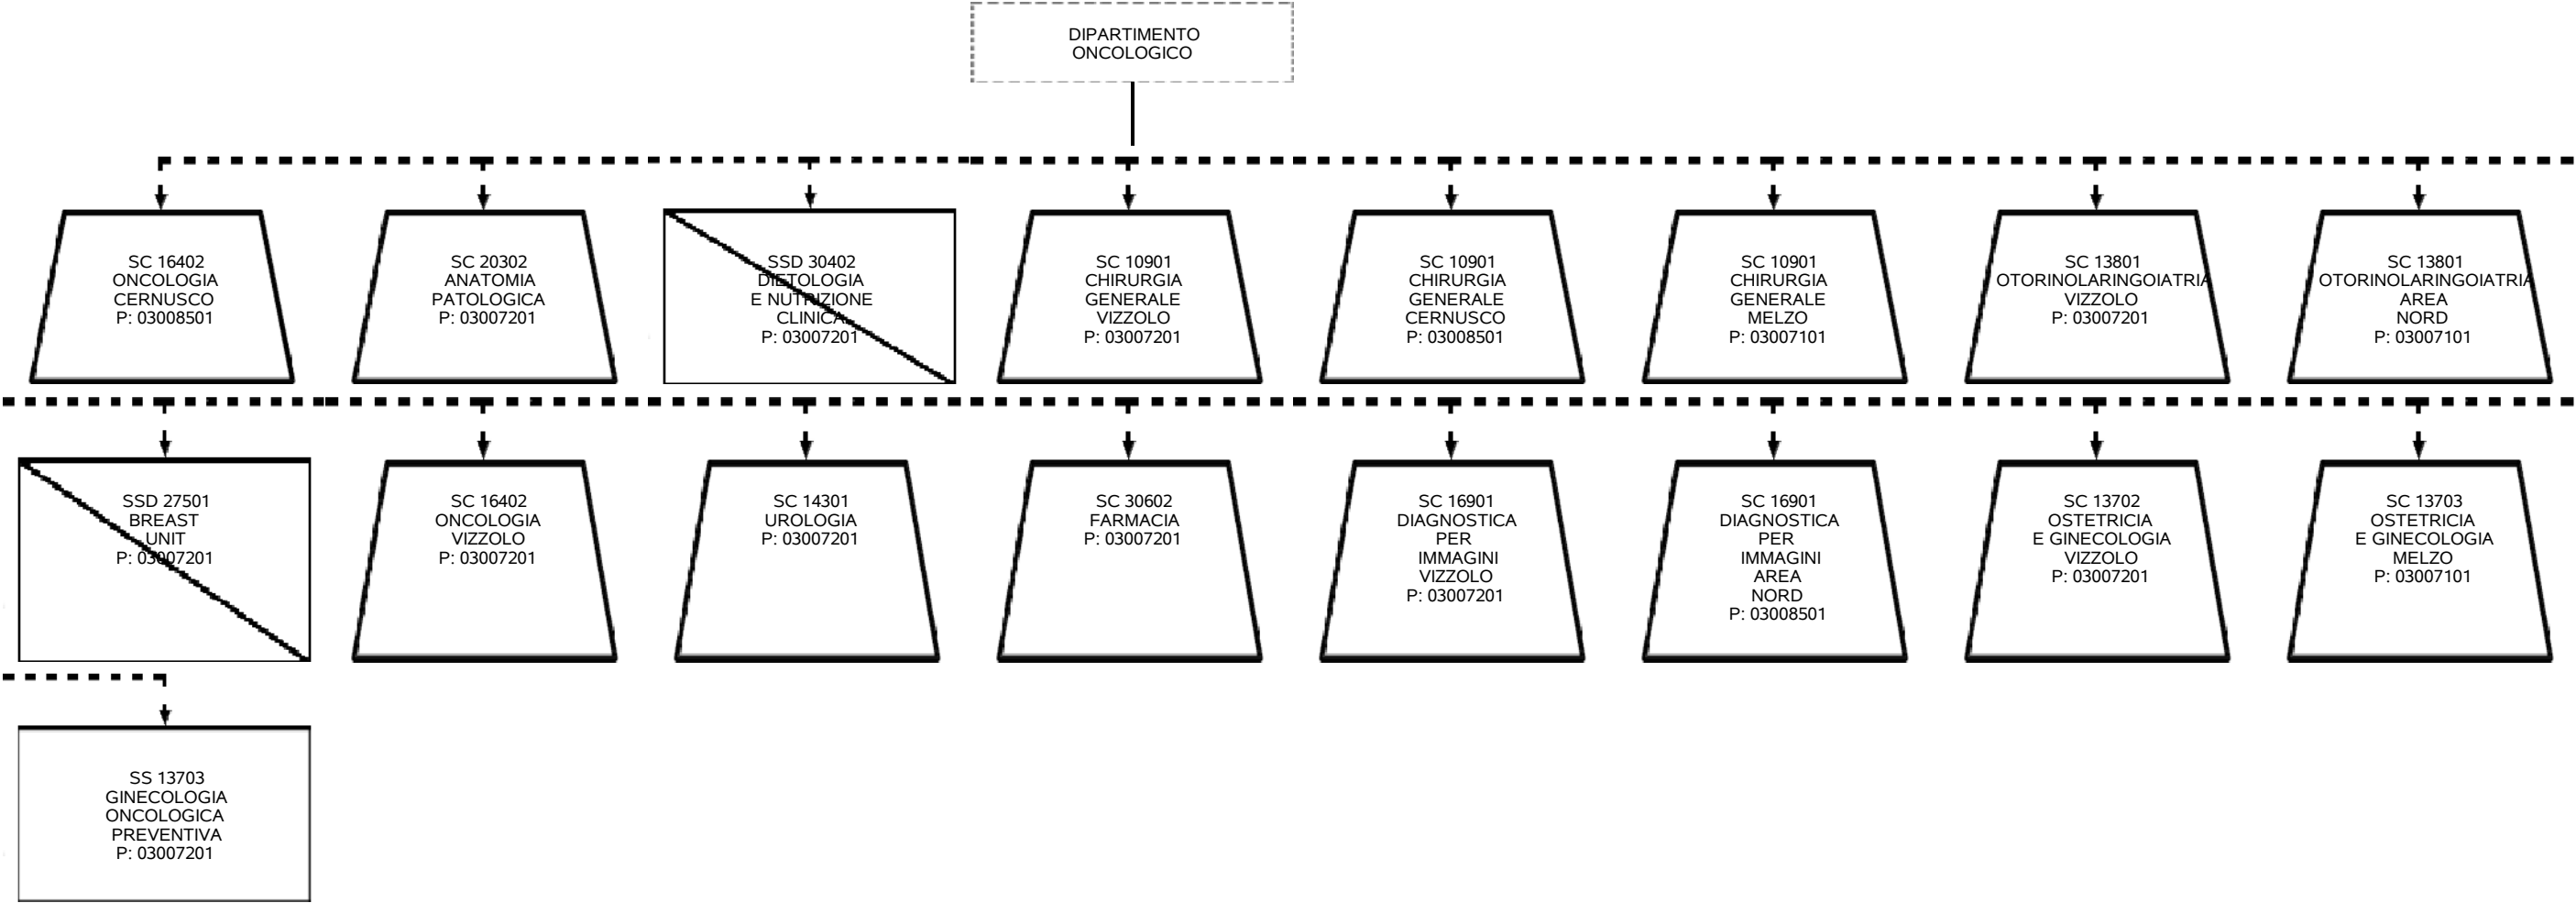 DIPARTIMENTO
ONCOLOGICO
SC 16402
ONCOLOGIA
CERNUSCO
P: 03008501
SC 20302
ANATOMIA
PATOLOGICA
P: 03007201
SSD 30402
DIETOLOGIA
E NUTRIZIONE
CLINICA
P: 03007201
SC 10901
CHIRURGIA
GENERALE
VIZZOLO
P: 03007201
SC 10901
CHIRURGIA
GENERALE
CERNUSCO
P: 03008501
SC 10901
CHIRURGIA
GENERALE
MELZO
P: 03007101
SC 13801
OTORINOLARINGOIATRIA
VIZZOLO
P: 03007201
SC 13801
OTORINOLARINGOIATRIA
AREA
NORD
P: 03007101
SSD 27501
BREAST
UNIT
P: 03007201
SC 16402
ONCOLOGIA
VIZZOLO
P: 03007201
SC 14301
UROLOGIA
P: 03007201
SC 30602
FARMACIA
P: 03007201
SC 16901
DIAGNOSTICA
PER
IMMAGINI
VIZZOLO
P: 03007201
SC 16901
DIAGNOSTICA
PER
IMMAGINI
AREA
NORD
P: 03008501
SC 13702
OSTETRICIA
E GINECOLOGIA
VIZZOLO
P: 03007201
SC 13703
OSTETRICIA
E GINECOLOGIA
MELZO
P: 03007101
SS 13703
GINECOLOGIA
ONCOLOGICA
PREVENTIVA
P: 03007201